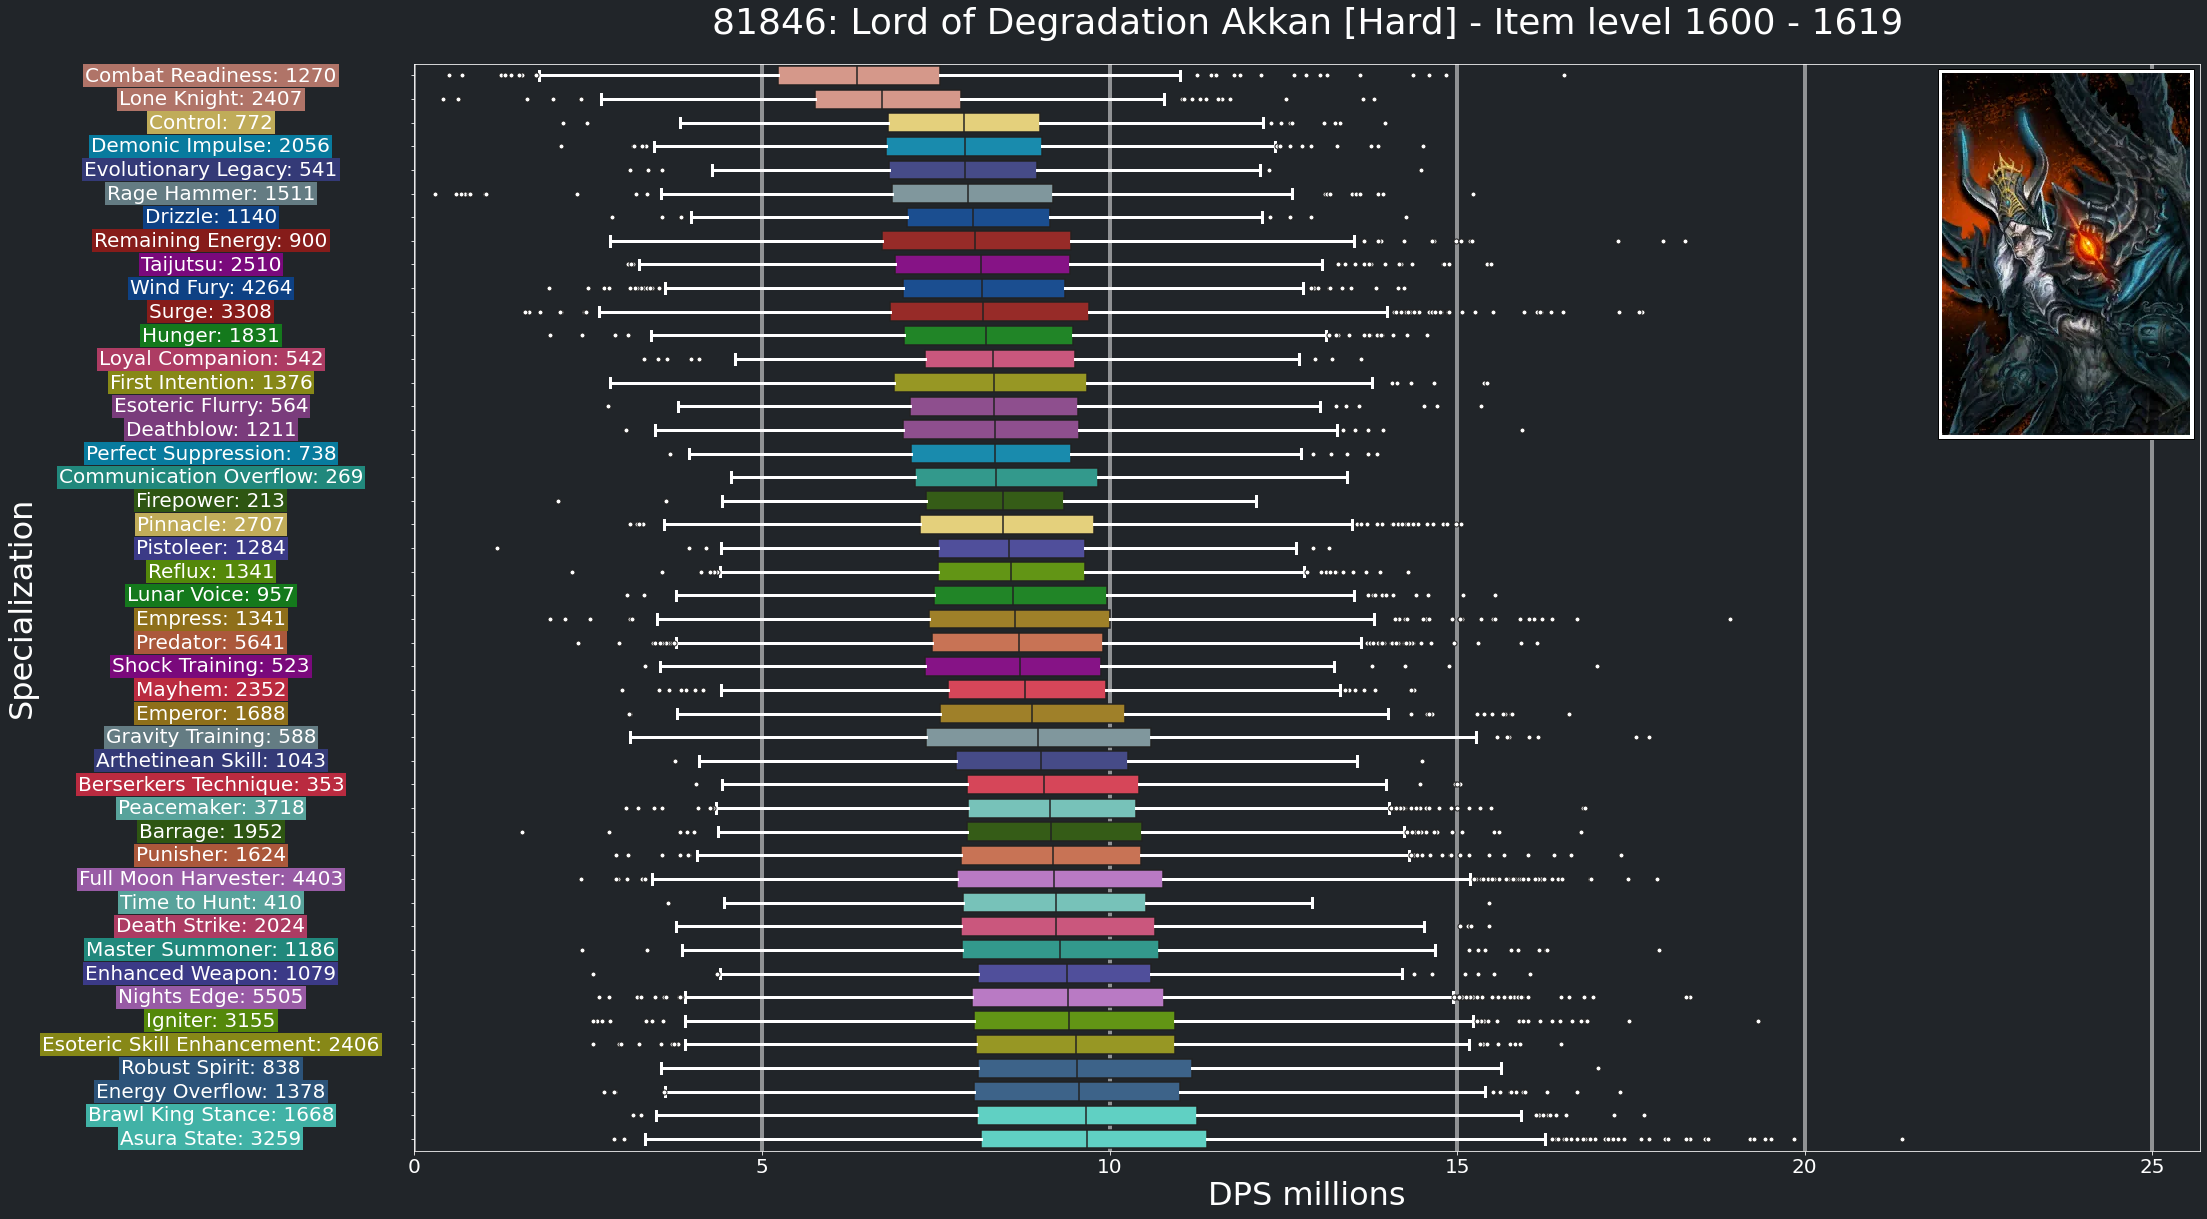 81846: Lord of Degradation Akkan [Hard] - Item level 1600 - 1619
Specialization
Combat Readiness: 1270
Lone Knight: 2407
Control: 772
Demonic Impulse: 2056
Evolutionary Legacy: 541
Rage Hammer: 1511
Drizzle: 1140
Remaining Energy: 900
Taijutsu: 2510
Wind Fury: 4264
Surge: 3308
Hunger: 1831
Loyal Companion: 542
First Intention: 1376
Esoteric Flurry: 564
Deathblow: 1211
Perfect Suppression: 738
Communication Overflow: 269
Firepower: 213
Pinnacle: 2707
Pistoleer: 1284
Reflux: 1341
Lunar Voice: 957
Empress: 1341
Predator: 5641
Shock Training: 523
Mayhem: 2352
Emperor: 1688
Gravity Training: 588
Arthetinean Skill: 1043
Berserkers Technique: 353
Peacemaker: 3718
Barrage: 1952
Punisher: 1624
Full Moon Harvester: 4403
Time to Hunt: 410
Death Strike: 2024
Master Summoner: 1186
Enhanced Weapon: 1079
Nights Edge: 5505
Igniter: 3155
Esoteric Skill Enhancement: 2406
Robust Spirit: 838
Energy Overflow: 1378
Brawl King Stance: 1668
Asura State: 3259
0 5 10 15 20 25
DPS millions